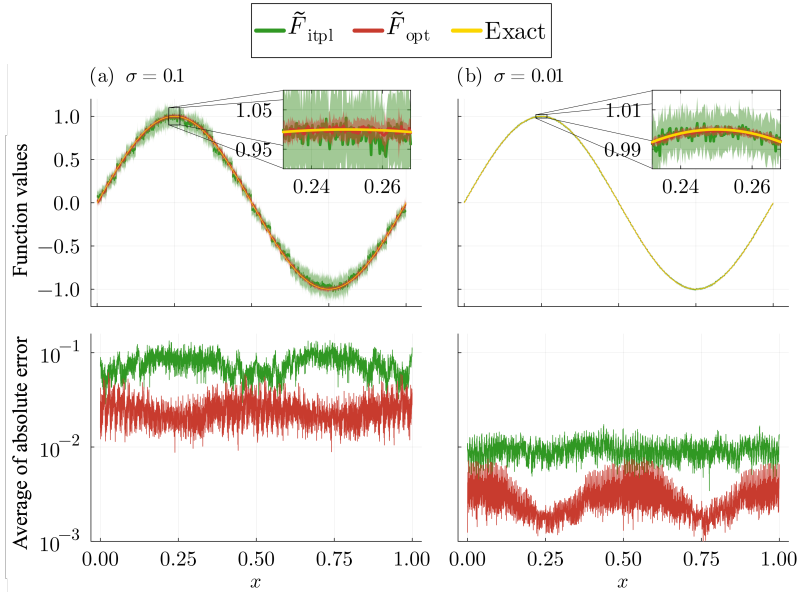 F̃ itpl F̃ opt Exact
(a) σ = 0.1
(b) σ = 0.01
Function values
1.0
0.5
0.0
−0.5
−1.0
1.05
0.95
0.24 0.26
1.01
0.99
0.24 0.26
Average of absolute error
10⁻¹
10⁻²
10⁻³
0.00 0.25 0.50 0.75 1.00
x
0.00 0.25 0.50 0.75 1.00
x